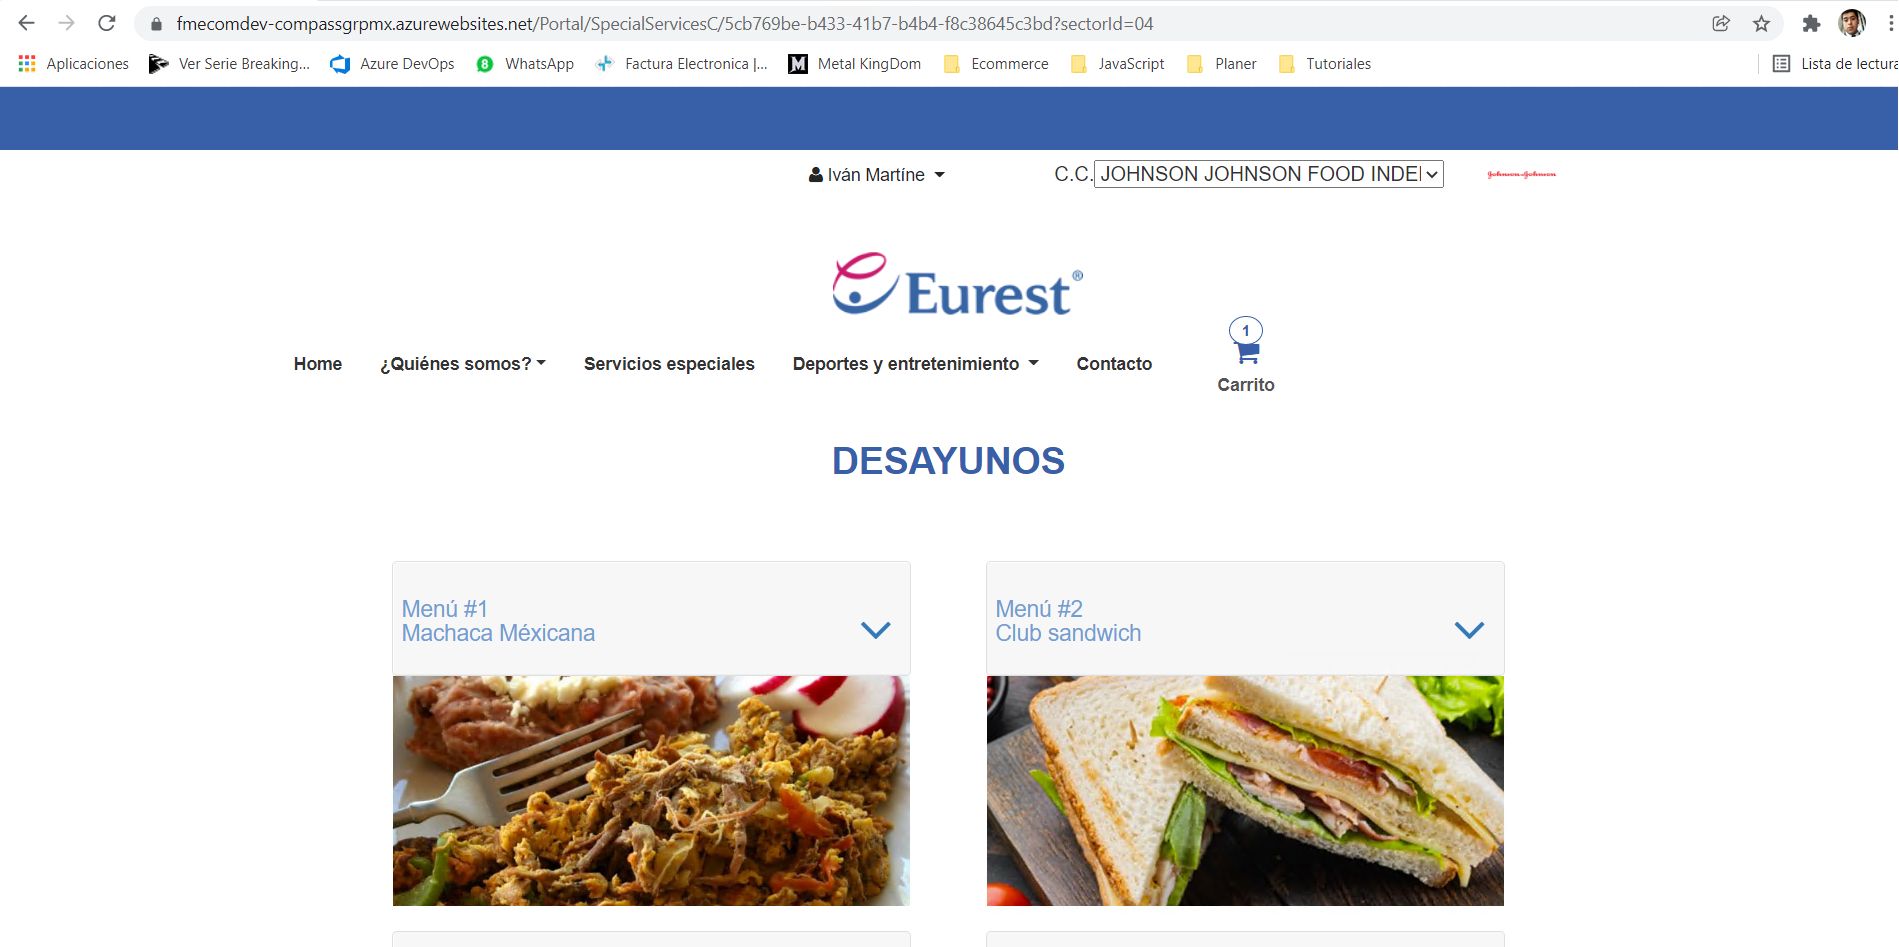 fmecomdev-compassgrpmx.azurewebsites.net/Portal/SpecialServicesC/5cb769be-b433-41b7-b4b4-f8c38645c3bd?sectorId=04
Aplicaciones Ver Serie Breaking... Azure DevOps 8 WhatsApp Factura Electronica |... M Metal KingDom Ecommerce JavaScript Planer Tutoriales Lista de lectura
Iván Martíne C.C. JOHNSON JOHNSON FOOD INDE Johnson & Johnson
Eurest®
1
Home ¿Quiénes somos? Servicios especiales Deportes y entretenimiento Contacto
Carrito
DESAYUNOS
Menú #1
Machaca Méxicana
Menú #2
Club sandwich